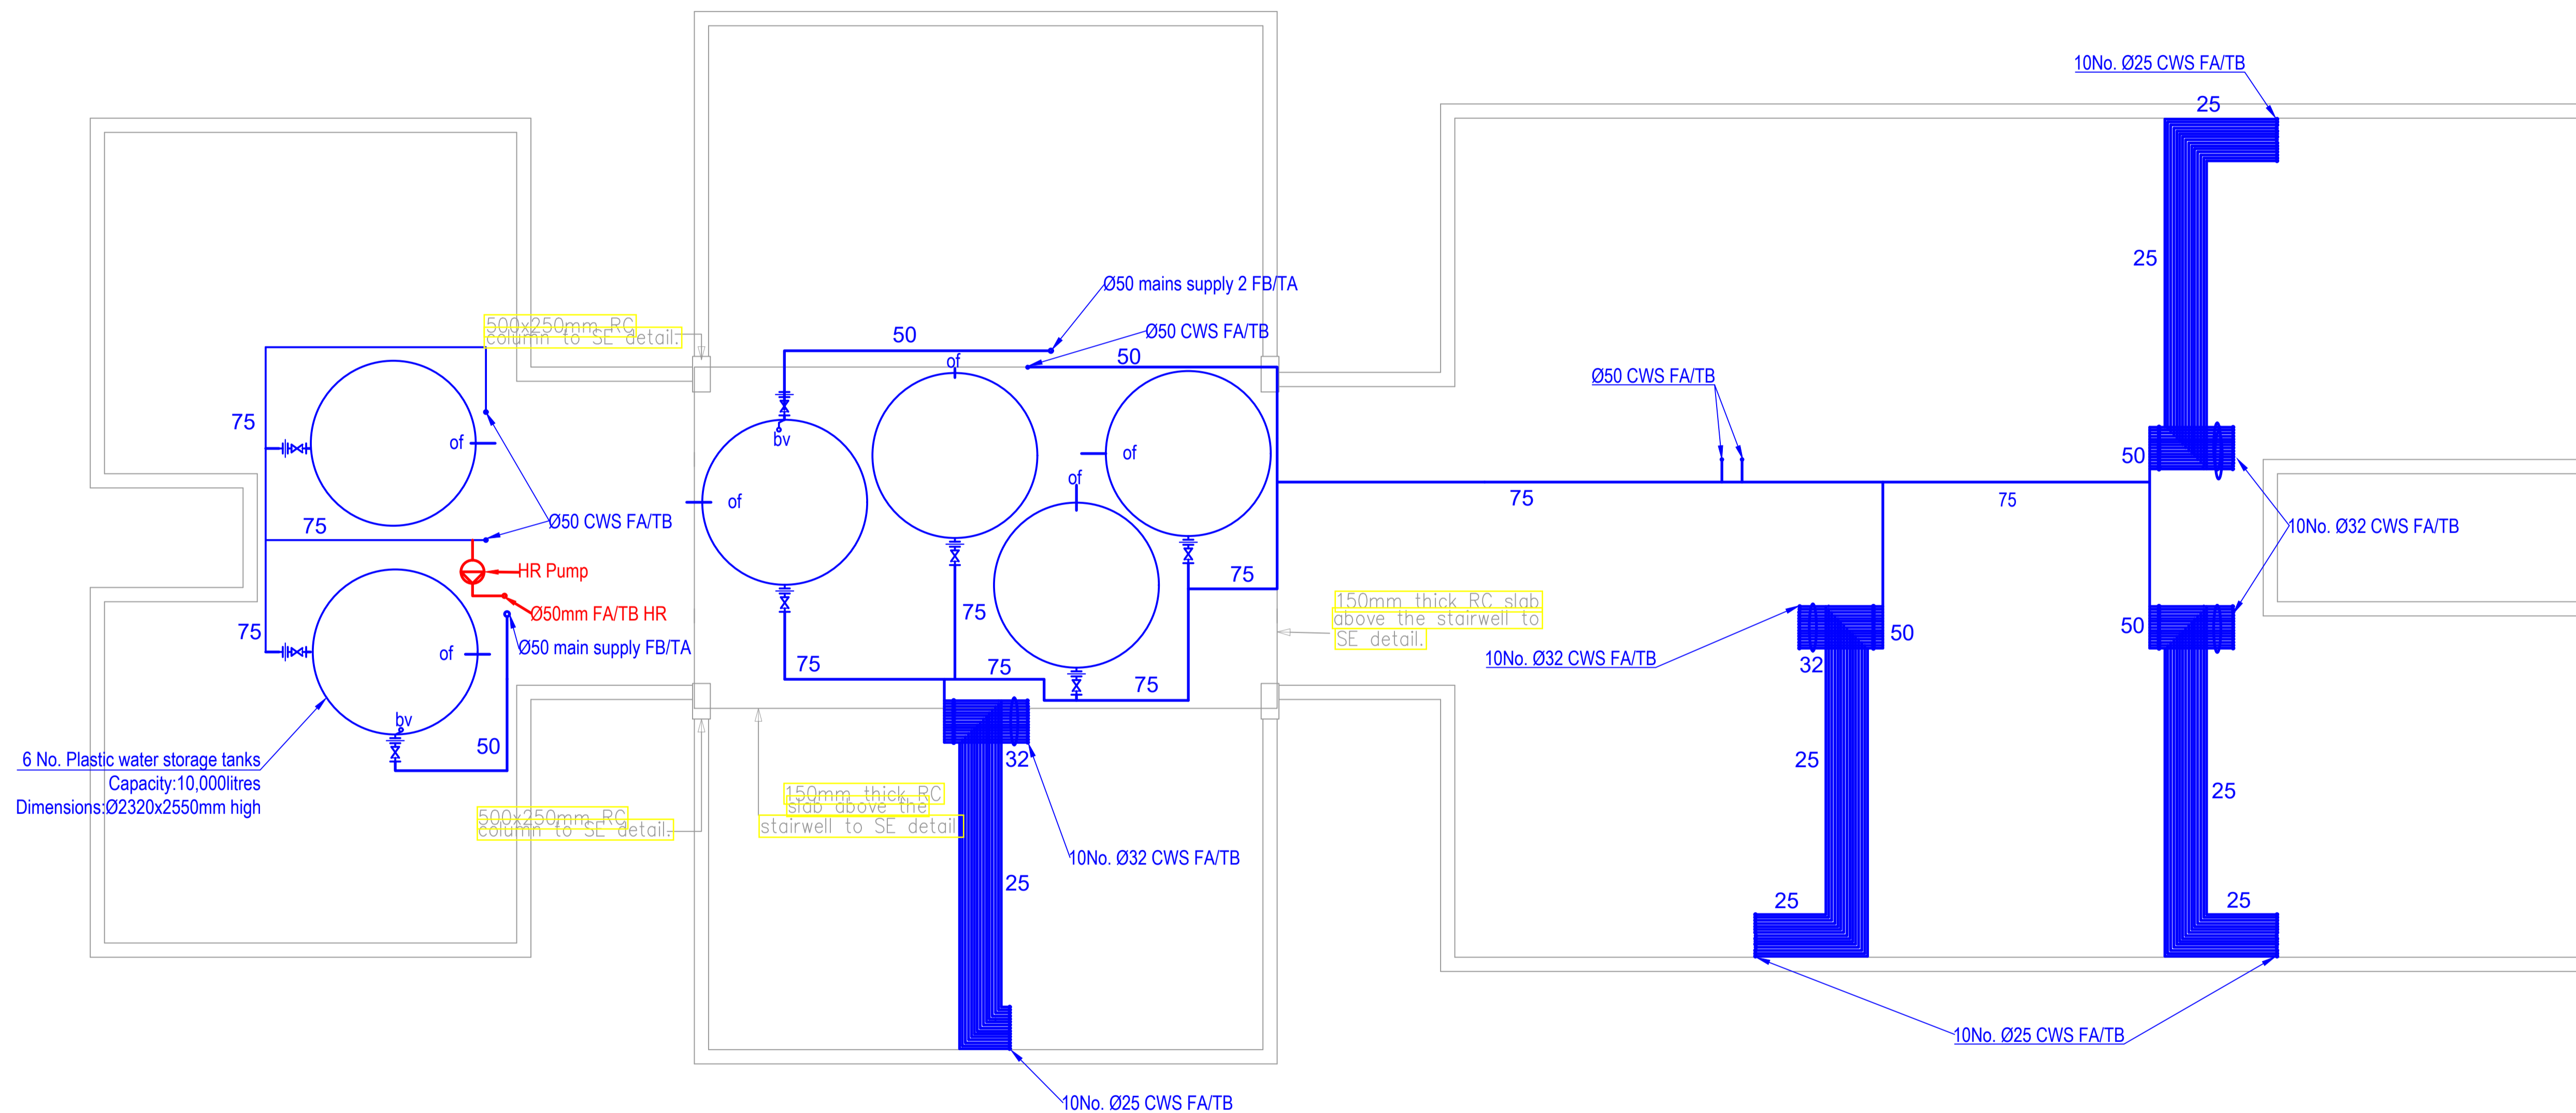 10No. Ø25 CWS FA/TB
25
25
Ø50 mains supply 2 FB/TA
500x250mm RC
column to SE detail.
50
Ø50 CWS FA/TB
of
50
Ø50 CWS FA/TB
75
of
bv
of
of
of
50
75
75
75
10No. Ø32 CWS FA/TB
Ø50 CWS FA/TB
75
HR Pump
75
Ø50mm FA/TB HR
150mm thick RC slab
above the stairwell to
SE detail.
75
75
50
50
Ø50 main supply FB/TA
of
75
75
10No. Ø32 CWS FA/TB
32
75
bv
50
6 No. Plastic water storage tanks
Capacity:10,000litres
Dimensions:Ø2320x2550mm high
32
25
25
150mm thick RC
slab above the
stairwell to SE detail.
500x250mm RC
column to SE detail.
10No. Ø32 CWS FA/TB
25
25
25
10No. Ø25 CWS FA/TB
10No. Ø25 CWS FA/TB